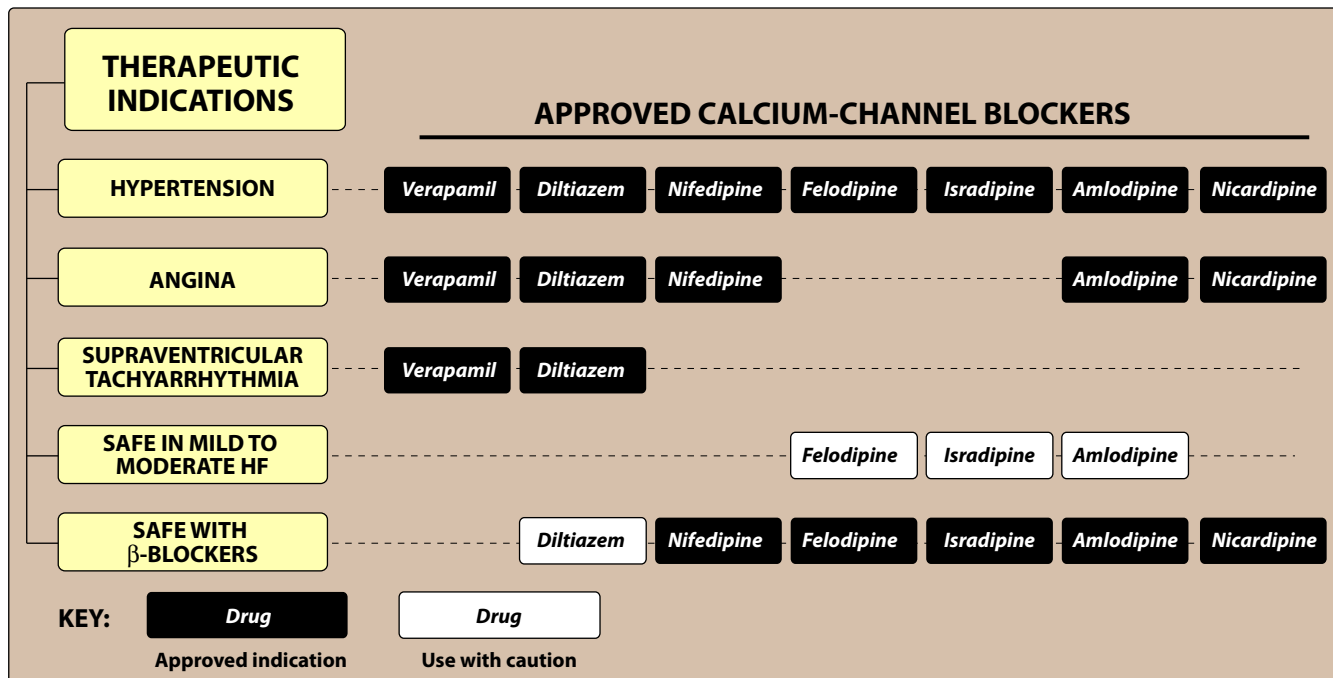 THERAPEUTIC
INDICATIONS
APPROVED CALCIUM-CHANNEL BLOCKERS
HYPERTENSION Verapamil Diltiazem Nifedipine Felodipine Isradipine Amlodipine Nicardipine
ANGINA Verapamil Diltiazem Nifedipine Amlodipine Nicardipine
SUPRAVENTRICULAR
TACHYARRHYTHMIA
Verapamil Diltiazem
SAFE IN MILD TO
MODERATE HF
Felodipine Isradipine Amlodipine
SAFE WITH
β-BLOCKERS
Diltiazem Nifedipine Felodipine Isradipine Amlodipine Nicardipine
KEY: Drug Drug
Approved indication Use with caution